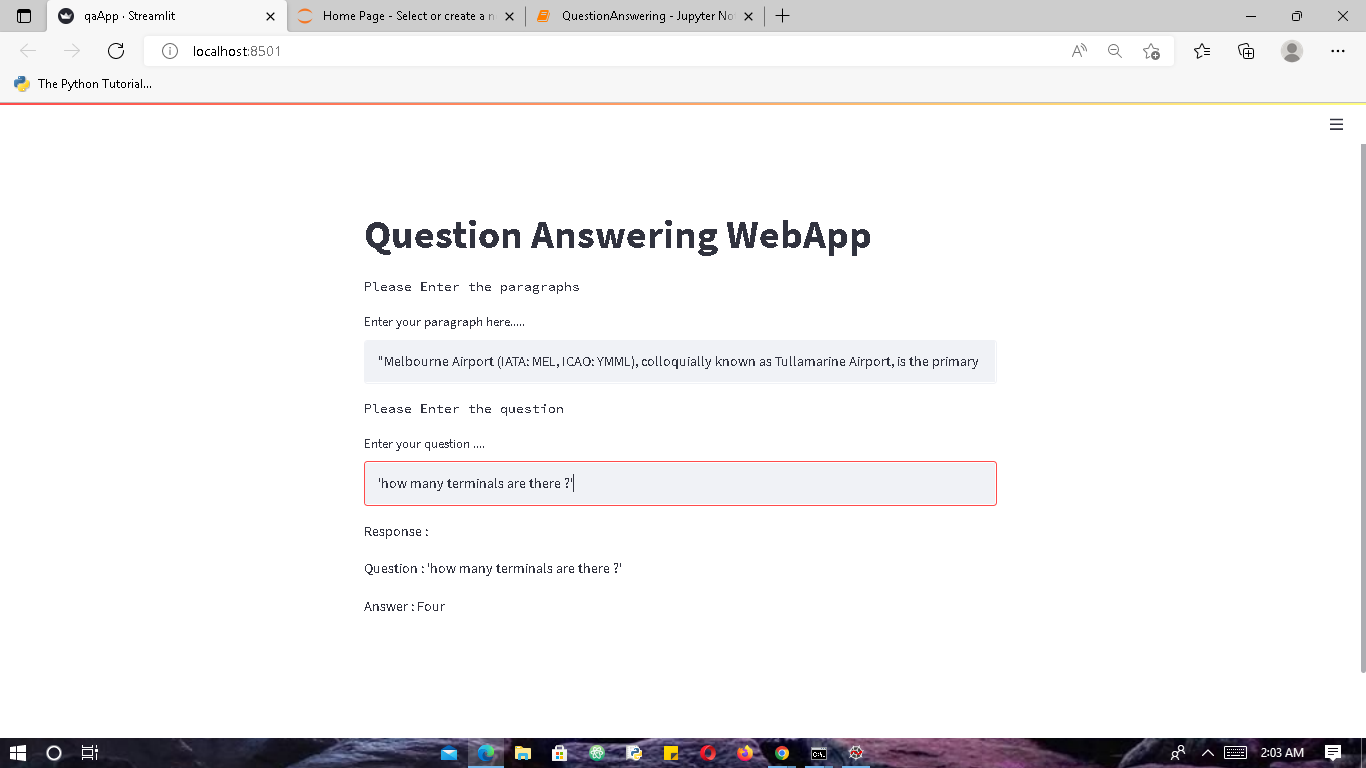 qaApp · Streamlit
Home Page - Select or create a n
QuestionAnswering - Jupyter No
localhost:8501
The Python Tutorial...
Question Answering WebApp
Please Enter the paragraphs
Enter your paragraph here.....
"Melbourne Airport (IATA: MEL, ICAO: YMML), colloquially known as Tullamarine Airport, is the primary
Please Enter the question
Enter your question ....
'how many terminals are there ?'
Response :
Question : 'how many terminals are there ?'
Answer : Four
2:03 AM